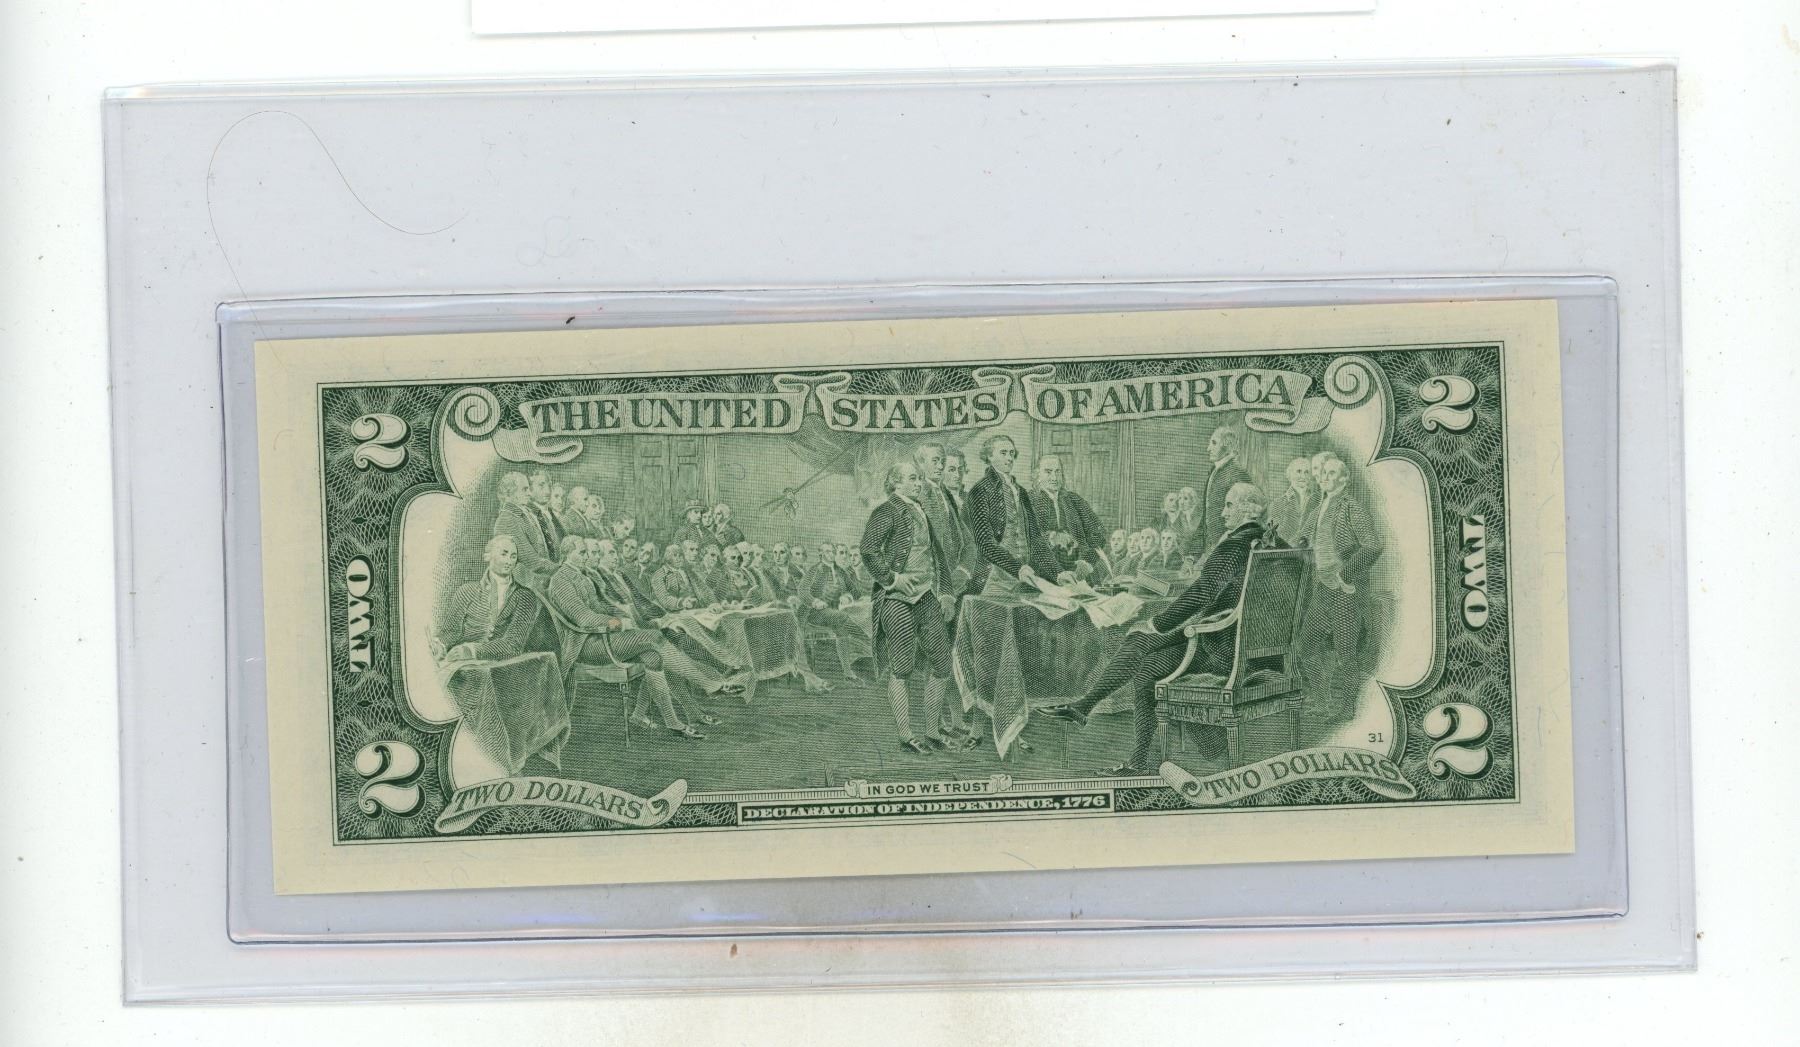 THE UNITED STATES OF AMERICA
2
2
TWO
TWO
31
2
2
TWO DOLLARS
IN GOD WE TRUST
TWO DOLLARS
DECLARATION OF INDEPENDENCE, 1776